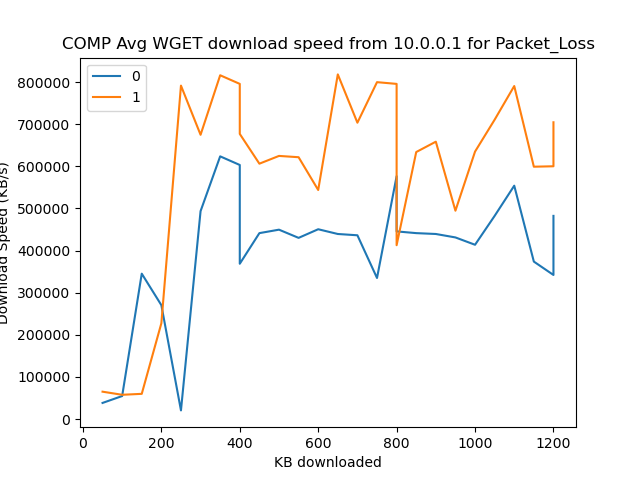 COMP Avg WGET download speed from 10.0.0.1 for Packet_Loss
0
1
800000
700000
600000
500000
400000
300000
200000
100000
0
Download Speed (KB/s)
0 200 400 600 800 1000 1200
KB downloaded